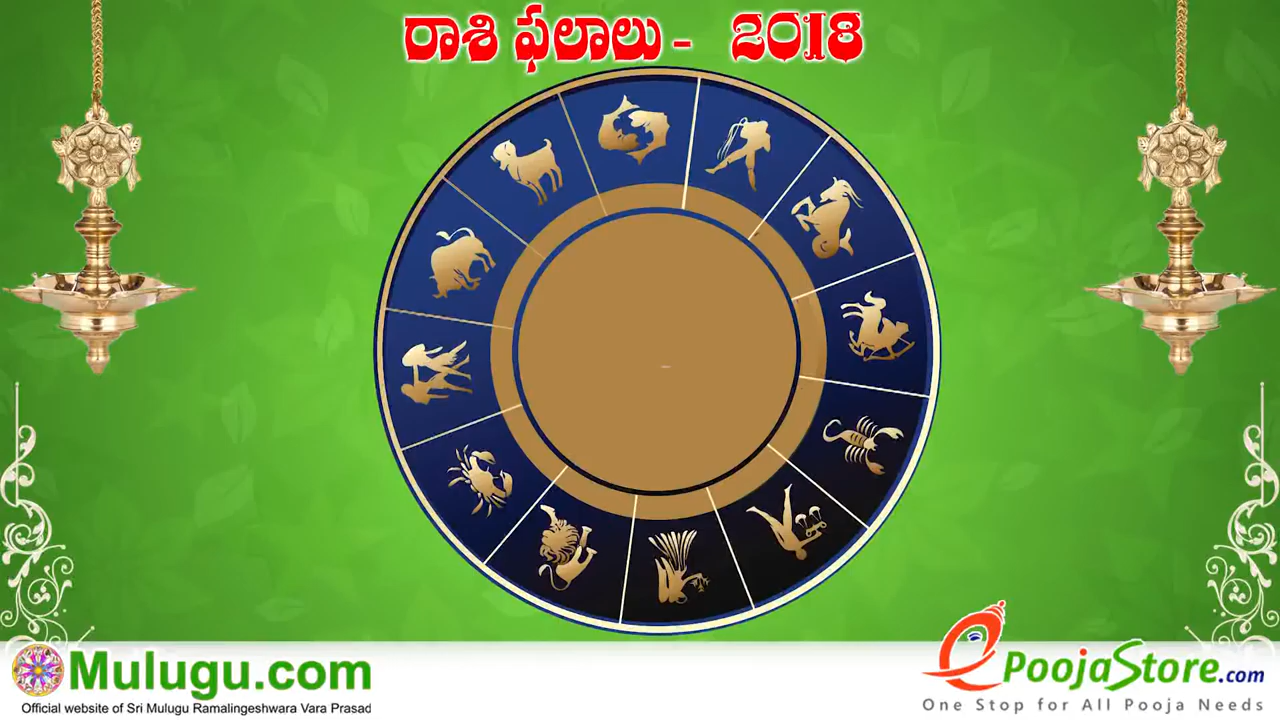 రాశి ఫలాలు - 2018
Mulugu.com
Official website of Sri Mulugu Ramalingeshwara Vara Prasad
ePoojaStore.com
One Stop for All Pooja Needs